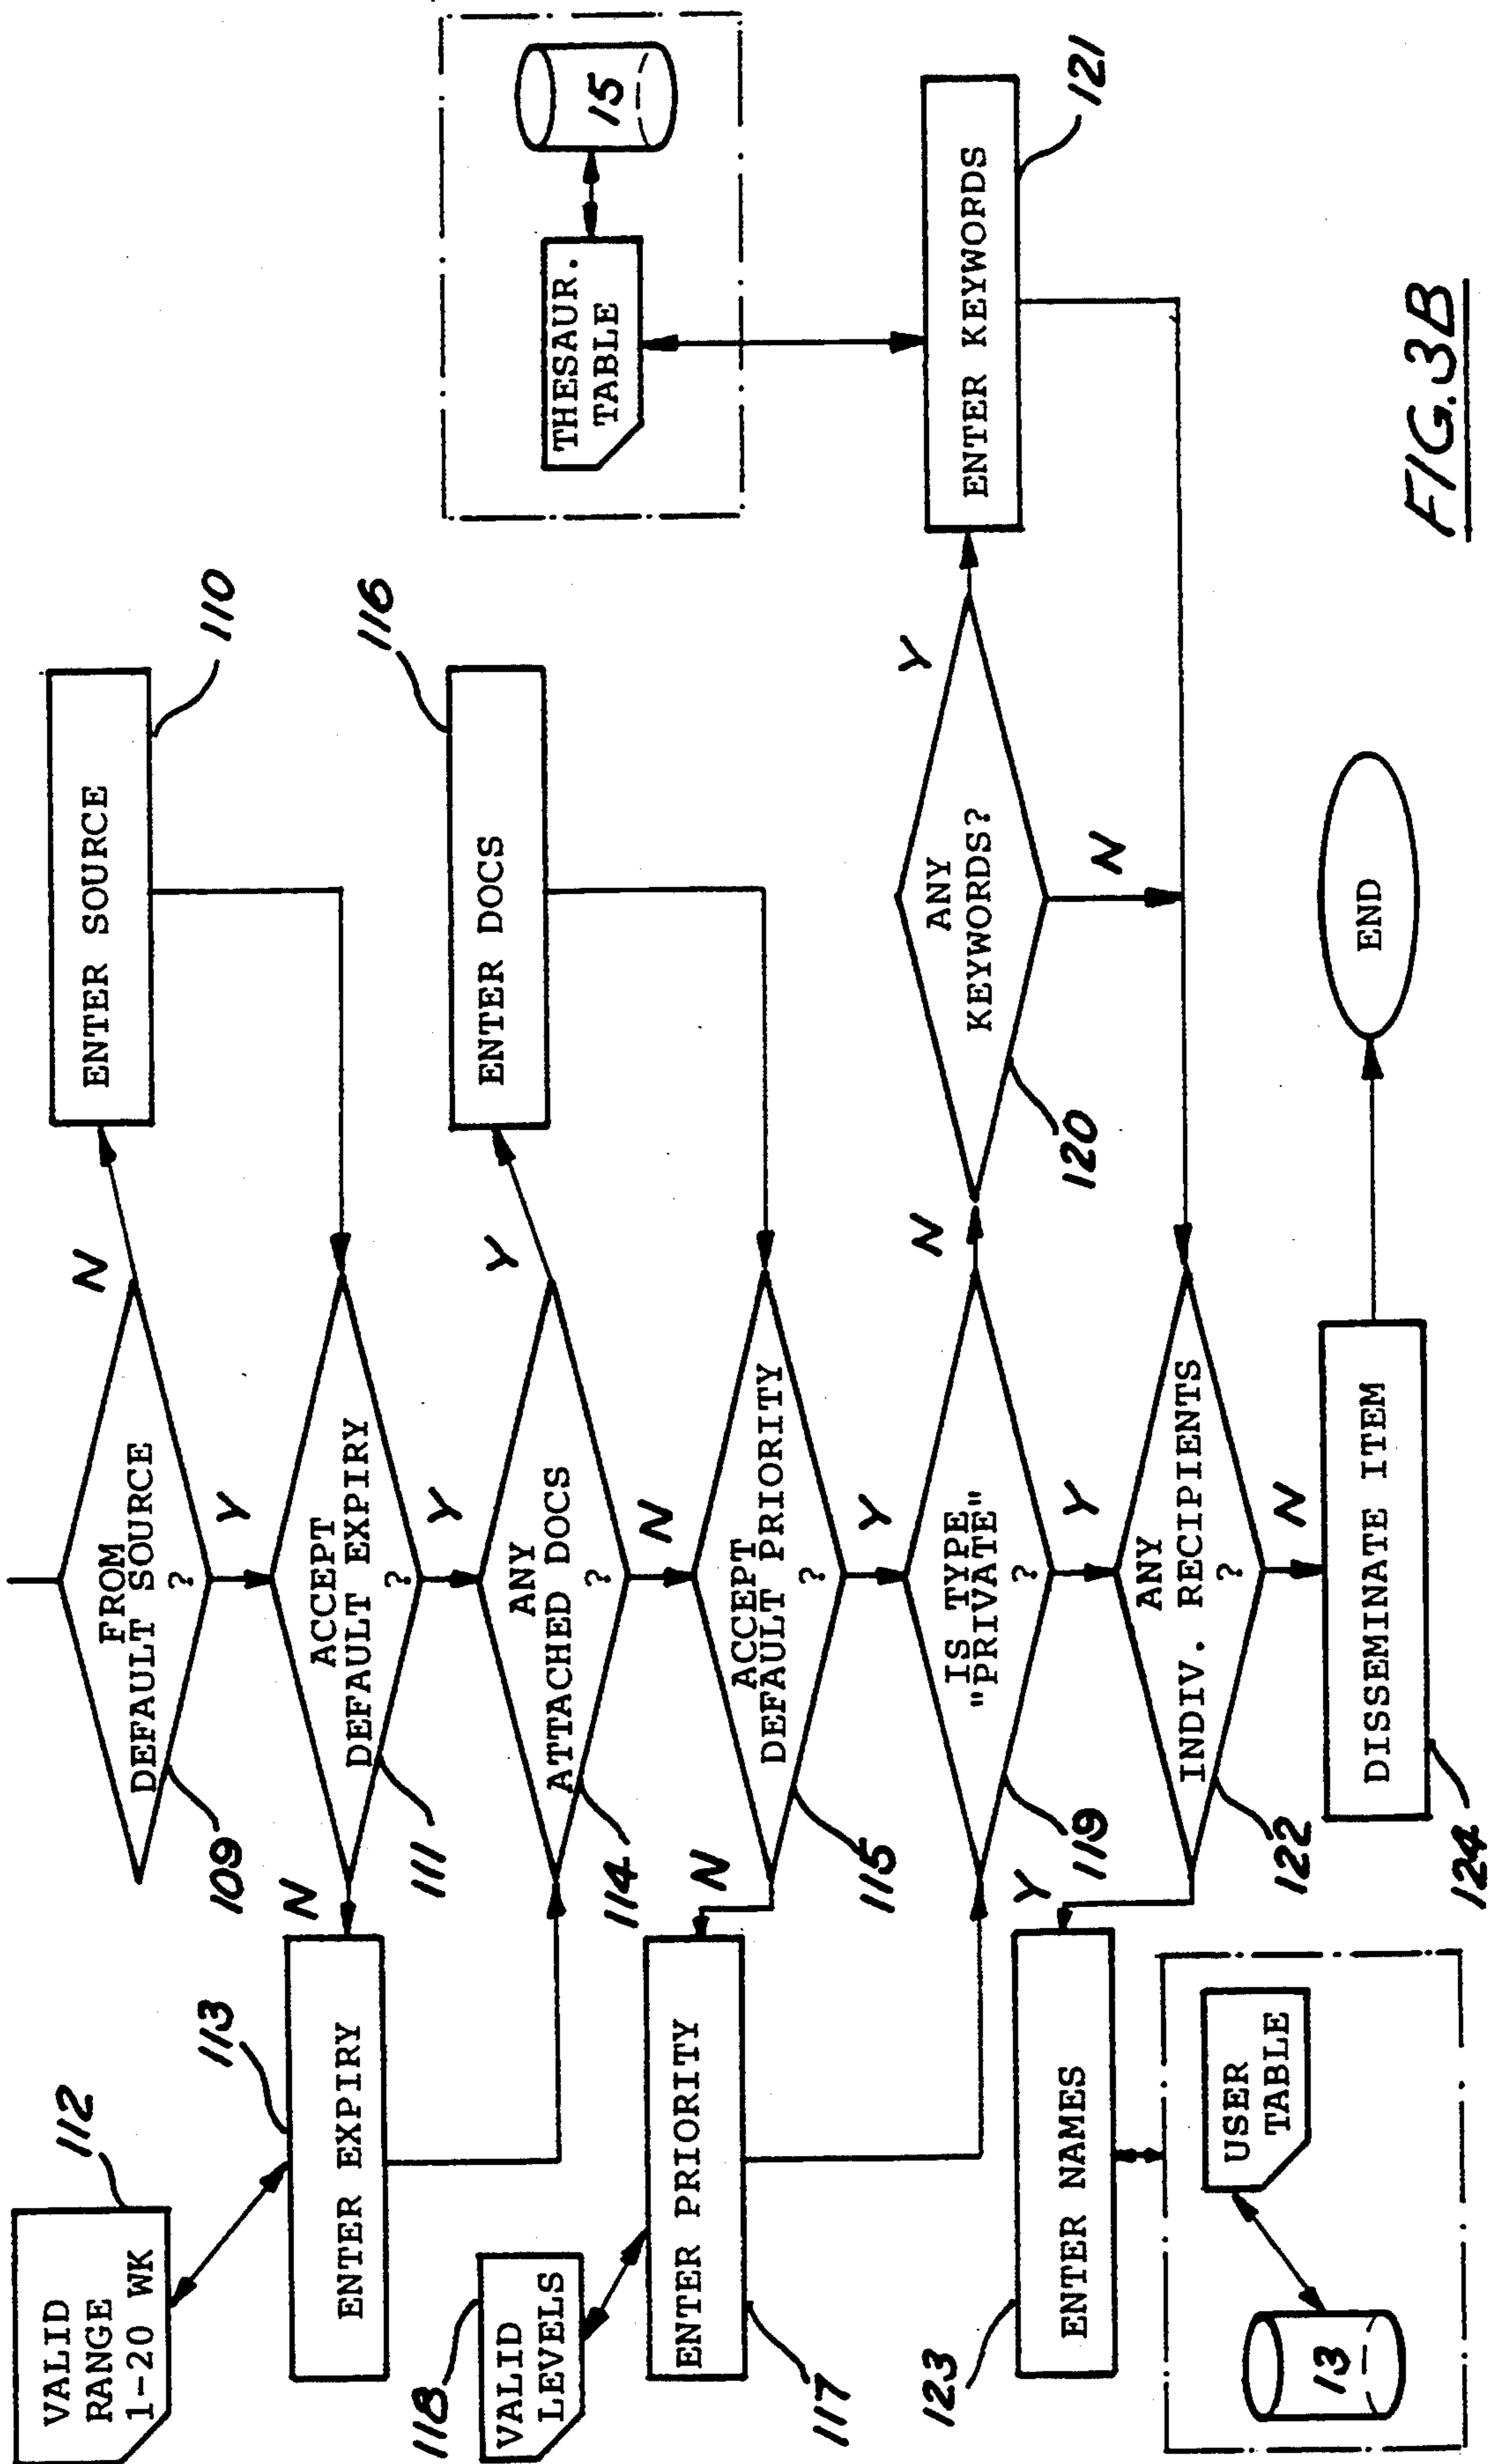 FROM
DEFAULT SOURCE
?
109
N
ENTER SOURCE
110
Y
ACCEPT
DEFAULT EXPIRY
?
111
N
VALID
RANGE
1-20 WK
112
ENTER EXPIRY
113
Y
ANY
ATTACHED DOCS
?
114
Y
ENTER DOCS
116
N
ACCEPT
DEFAULT PRIORITY
?
115
N
VALID
LEVELS
118
ENTER PRIORITY
117
Y
IS TYPE
"PRIVATE"
?
119
N
ANY
KEYWORDS?
120
Y
ENTER KEYWORDS
121
THESAUR.
TABLE
15
N
Y
ANY
INDIV. RECIPIENTS
?
122
Y
ENTER NAMES
123
USER
TABLE
13
N
DISSEMINATE ITEM
124
END
FIG. 3B